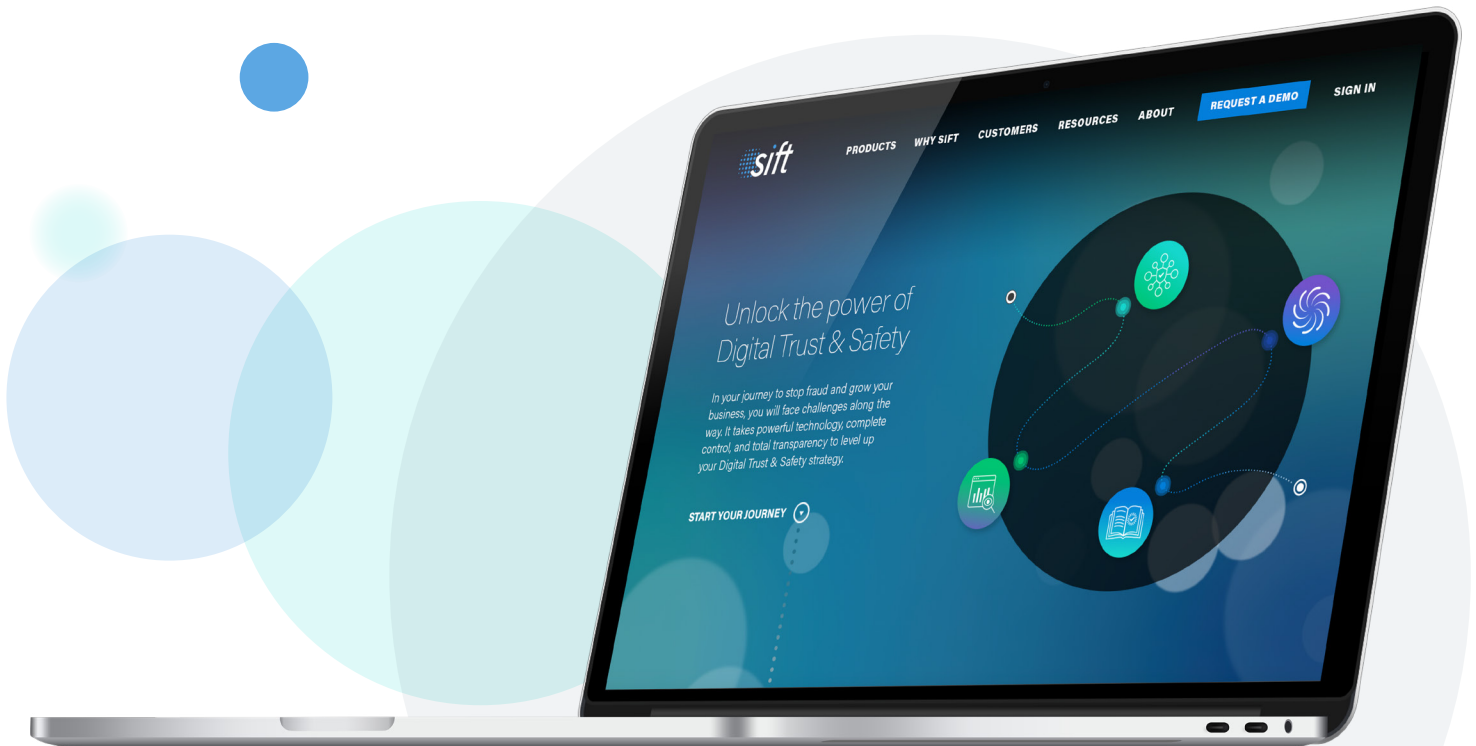 sift
PRODUCTS
WHY SIFT
CUSTOMERS
RESOURCES
ABOUT
REQUEST A DEMO
SIGN IN
Unlock the power of
Digital Trust & Safety
In your journey to stop fraud and grow your
business, you will face challenges along the
way. It takes powerful technology, complete
control, and total transparency to level up
your Digital Trust & Safety strategy.
START YOUR JOURNEY